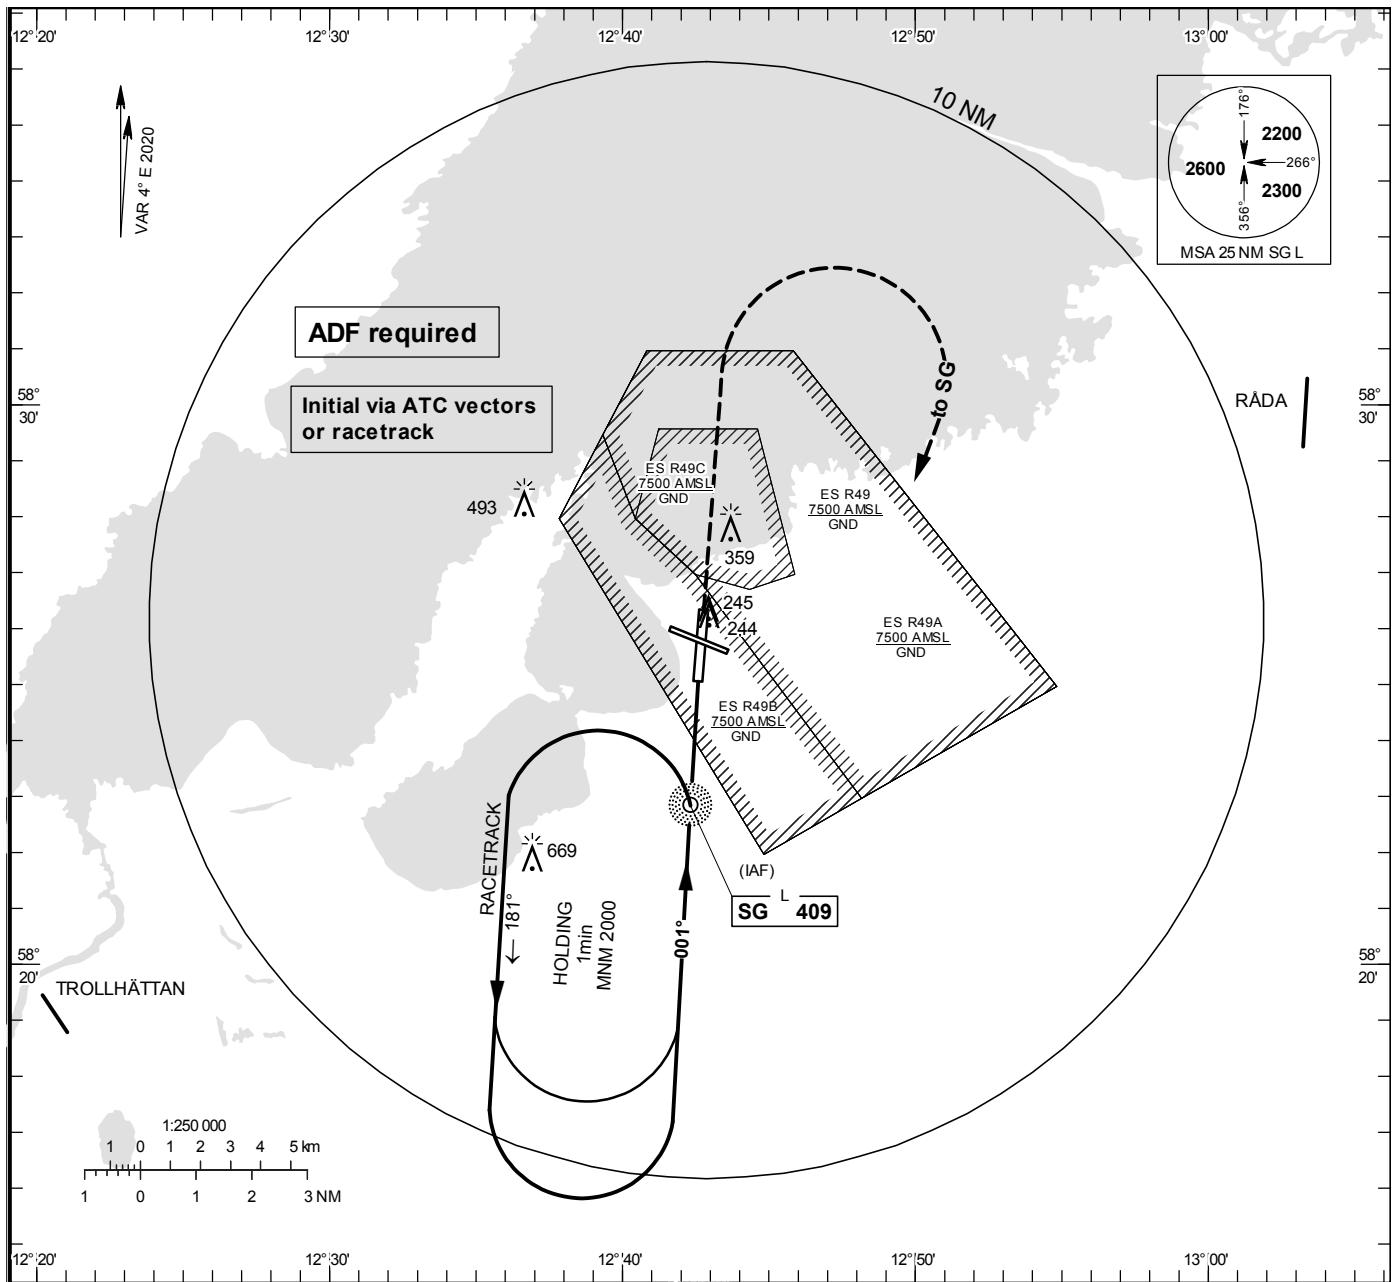 12°20' 12°30' 12°40' 12°50' 13°00'
10 NM
VAR 4° E 2020
176°
2200
266°
2600
2300
356°
MSA 25 NM SG L
ADF required
Initial via ATC vectors
or racetrack
58°
30'
to SG
RÅDA
58°
30'
493
ES R49C
7500 AMSL
GND
359
ES R49
7500 AMSL
GND
245
244
ES R49A
7500 AMSL
GND
ES R49B
7500 AMSL
GND
RACETRACK
181°
669
HOLDING
1min
MNM 2000
001°
(IAF)
L
SG 409
58°
20'
58°
20'
TROLLHÄTTAN
1:250 000
1 0 1 2 3 4 5 km
1 0 1 2 3 NM
12°20' 12°30' 12°40' 12°50' 13°00'